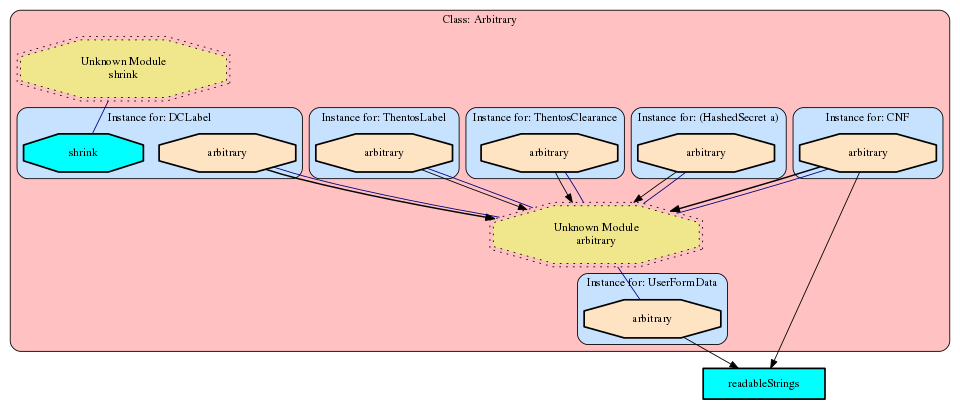 Class: Arbitrary
Unknown Module
shrink
Instance for: DCLabel
Instance for: ThentosLabel
Instance for: ThentosClearance
Instance for: (HashedSecret a)
Instance for: CNF
shrink
arbitrary
arbitrary
arbitrary
arbitrary
arbitrary
Unknown Module
arbitrary
Instance for: UserFormData
arbitrary
readableStrings